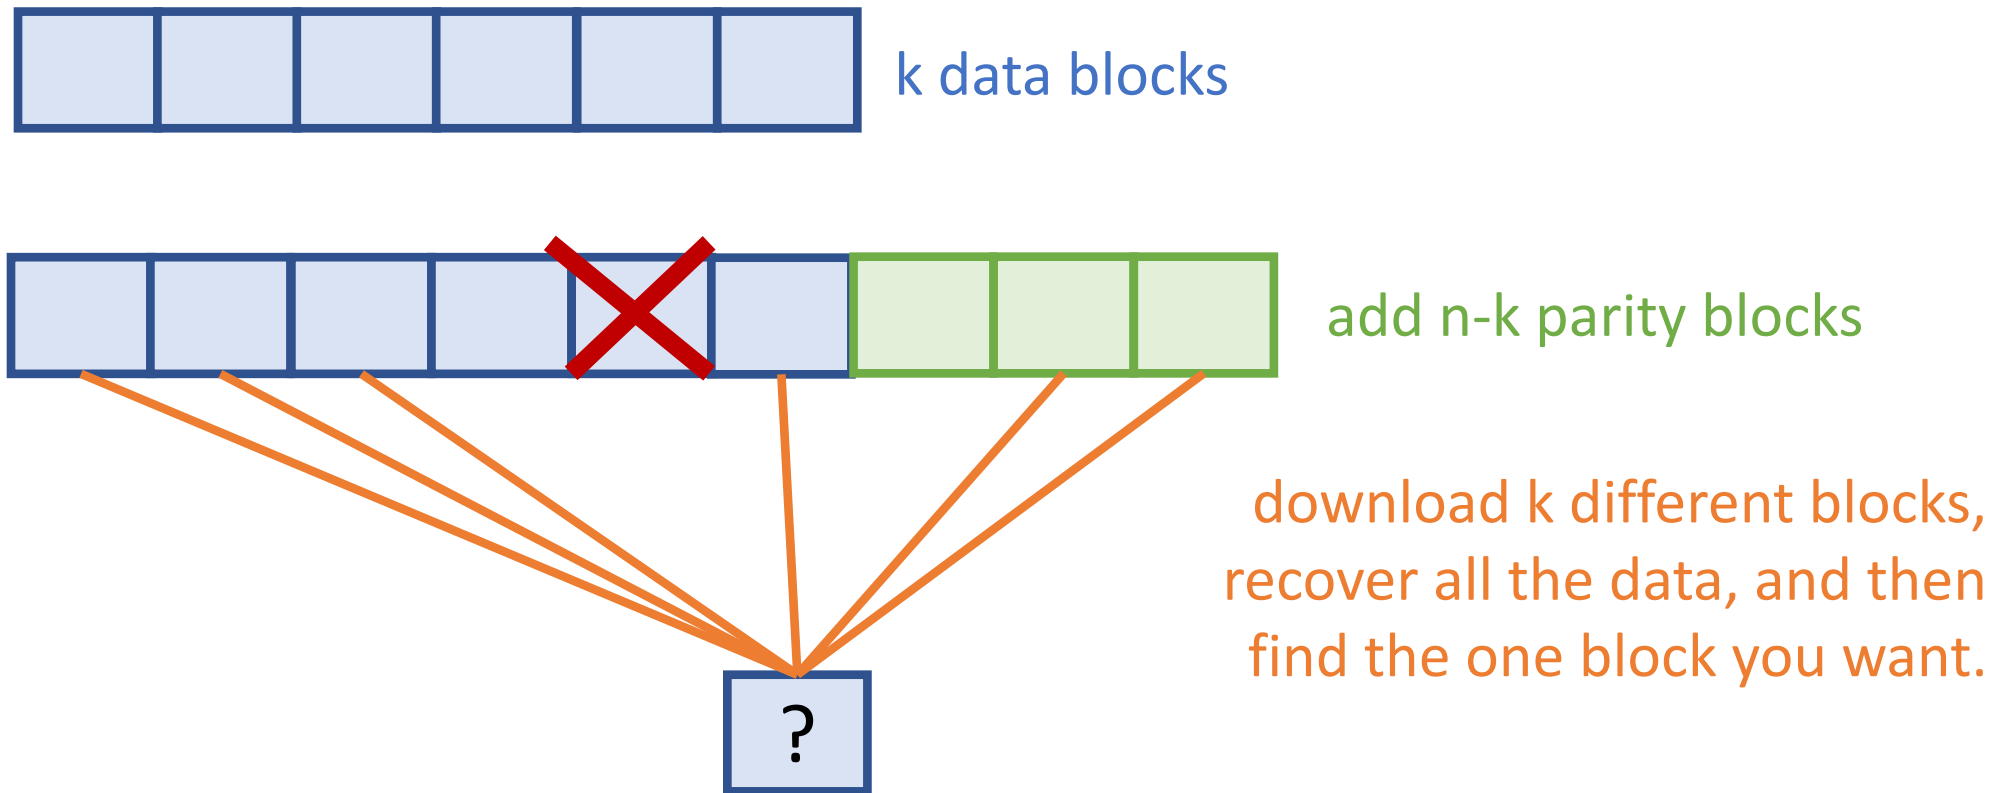 k data blocks
add n-k parity blocks
download k different blocks,
recover all the data, and then
find the one block you want.
?